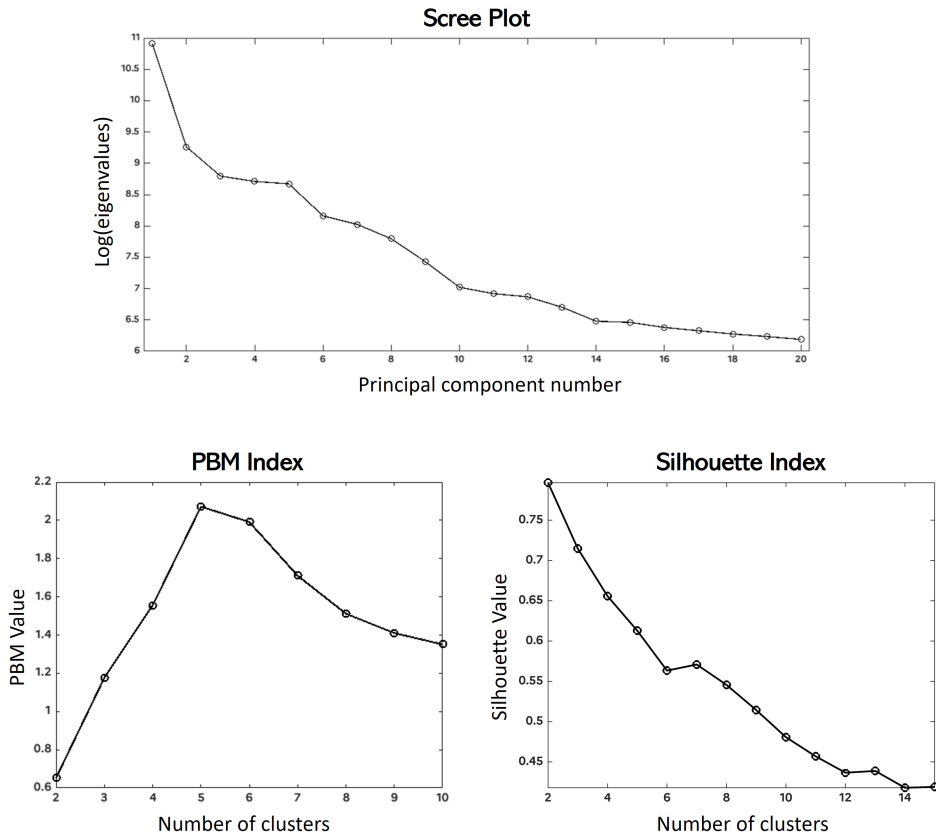 Scree Plot
11
10.5
10
9.5
9
8.5
8
7.5
7
6.5
6
Log(eigenvalues)
2 4 6 8 10 12 14 16 18 20
Principal component number
PBM Index
2.2
2
1.8
1.6
1.4
1.2
1
0.8
0.6
PBM Value
2 3 4 5 6 7 8 9 10
Number of clusters
Silhouette Index
0.75
0.7
0.65
0.6
0.55
0.5
0.45
Silhouette Value
2 4 6 8 10 12 14
Number of clusters